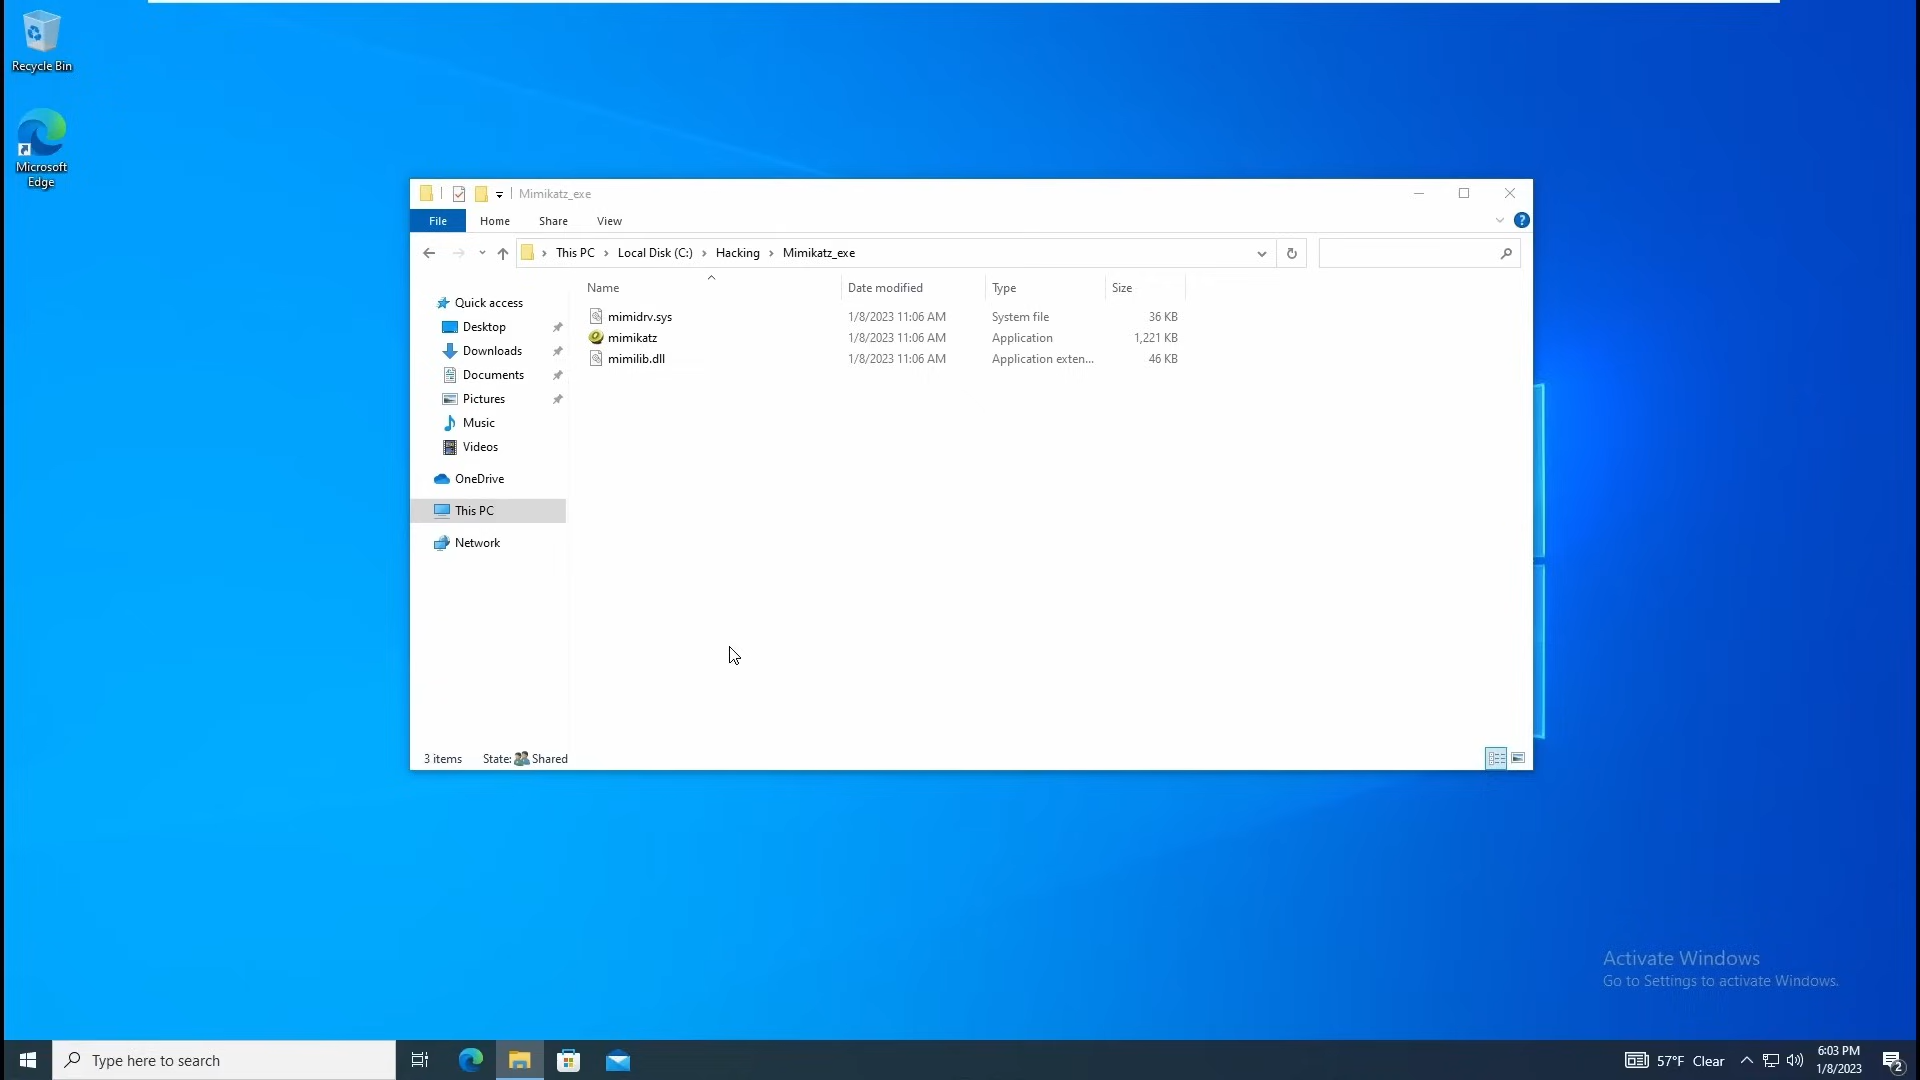 Recycle Bin
Microsoft
Edge
Mimikatz_exe
File Home Share View
This PC Local Disk (C:) Hacking Mimikatz_exe
Name Date modified Type Size
Quick access
Desktop
Downloads
Documents
Pictures
Music
Videos
OneDrive
This PC
Network
mimidrv.sys 1/8/2023 11:06 AM System file 36 KB
mimikatz 1/8/2023 11:06 AM Application 1,221 KB
mimilib.dll 1/8/2023 11:06 AM Application exten... 46 KB
3 items State: Shared
Activate Windows
Go to Settings to activate Windows.
Type here to search
57°F Clear
6:03 PM
1/8/2023
2